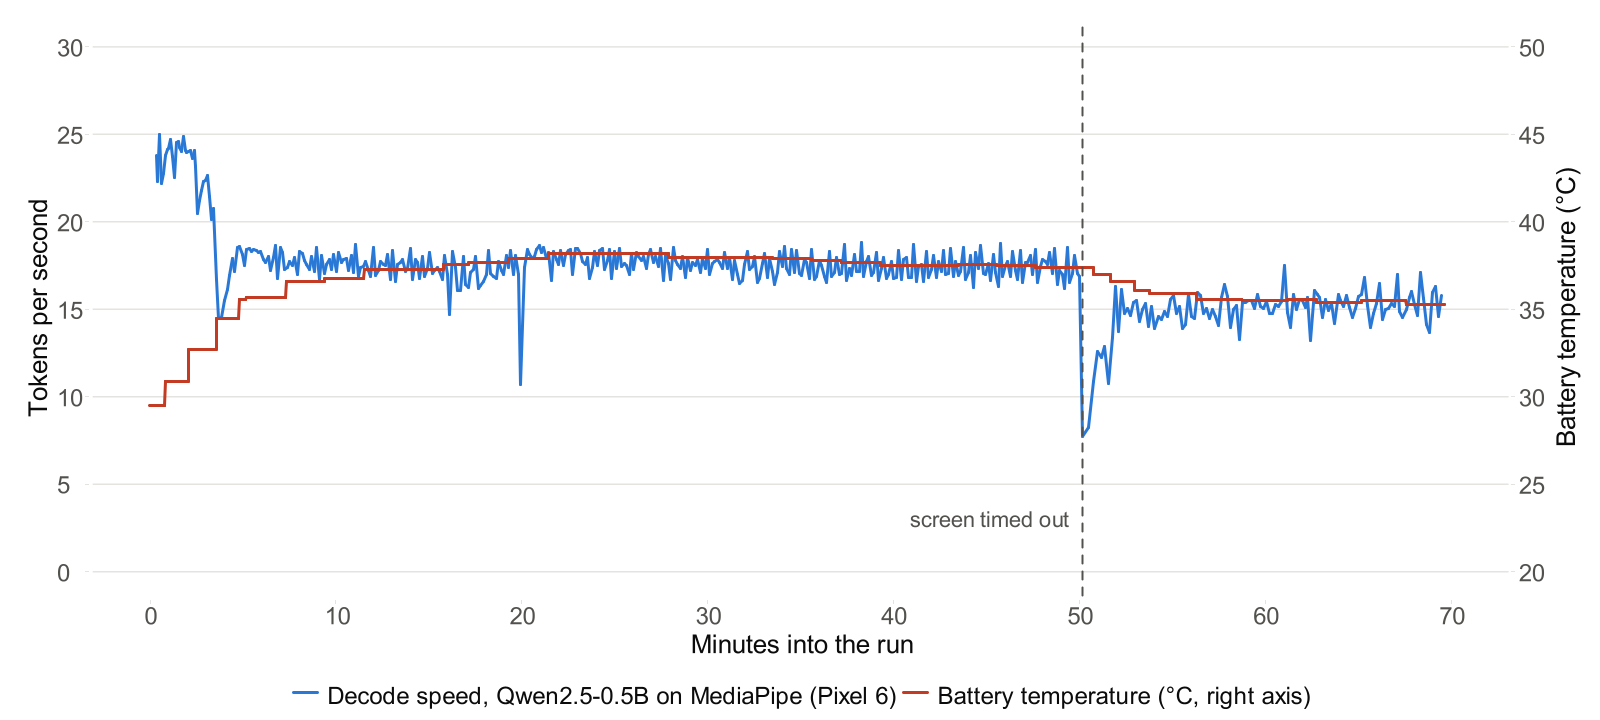 30
25
20
15
10
5
0
Tokens per second
50
45
40
35
30
25
20
Battery temperature (°C)
screen timed out
0 10 20 30 40 50 60 70
Minutes into the run
Decode speed, Qwen2.5-0.5B on MediaPipe (Pixel 6) Battery temperature (°C, right axis)